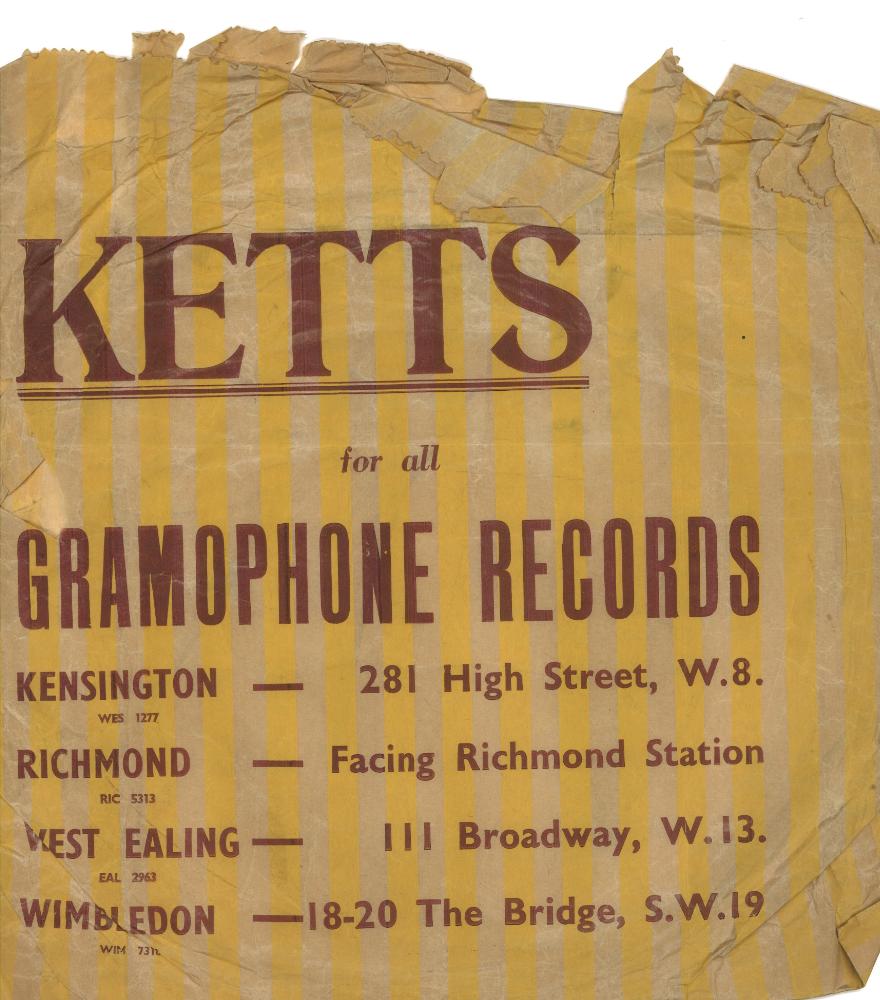 KETTS
for all
GRAMOPHONE RECORDS
KENSINGTON — 281 High Street, W.8.
WES 1277
RICHMOND — Facing Richmond Station
RIC 5313
WEST EALING — 111 Broadway, W.13.
EAL 2963
WIMBLEDON — 18-20 The Bridge, S.W.19
WIM